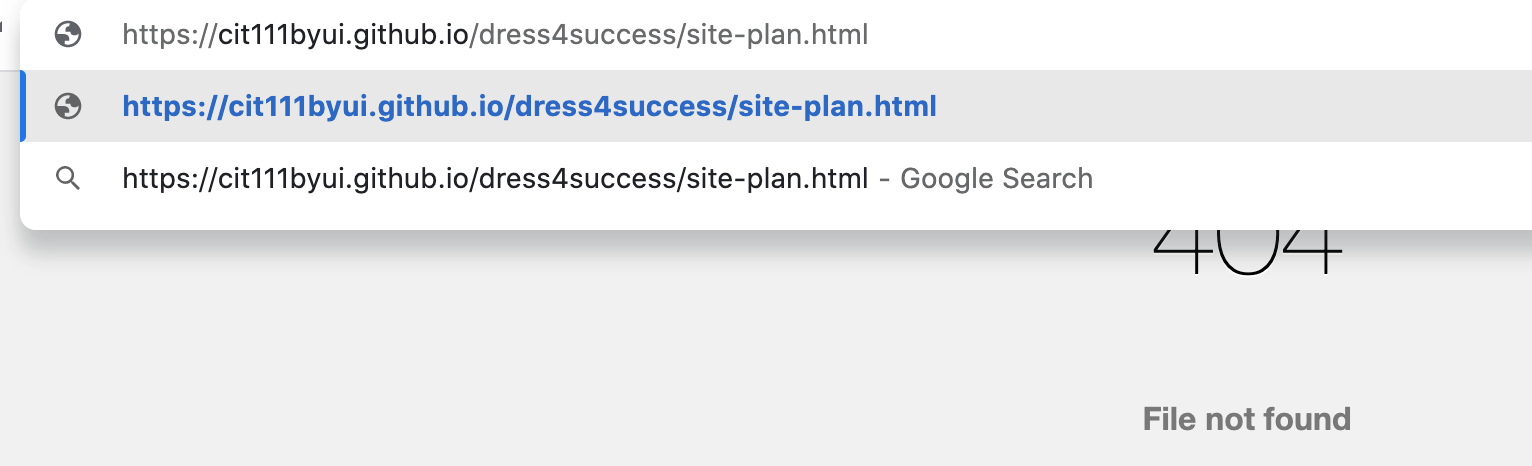 https://cit111byui.github.io/dress4success/site-plan.html
https://cit111byui.github.io/dress4success/site-plan.html
https://cit111byui.github.io/dress4success/site-plan.html - Google Search
404
File not found